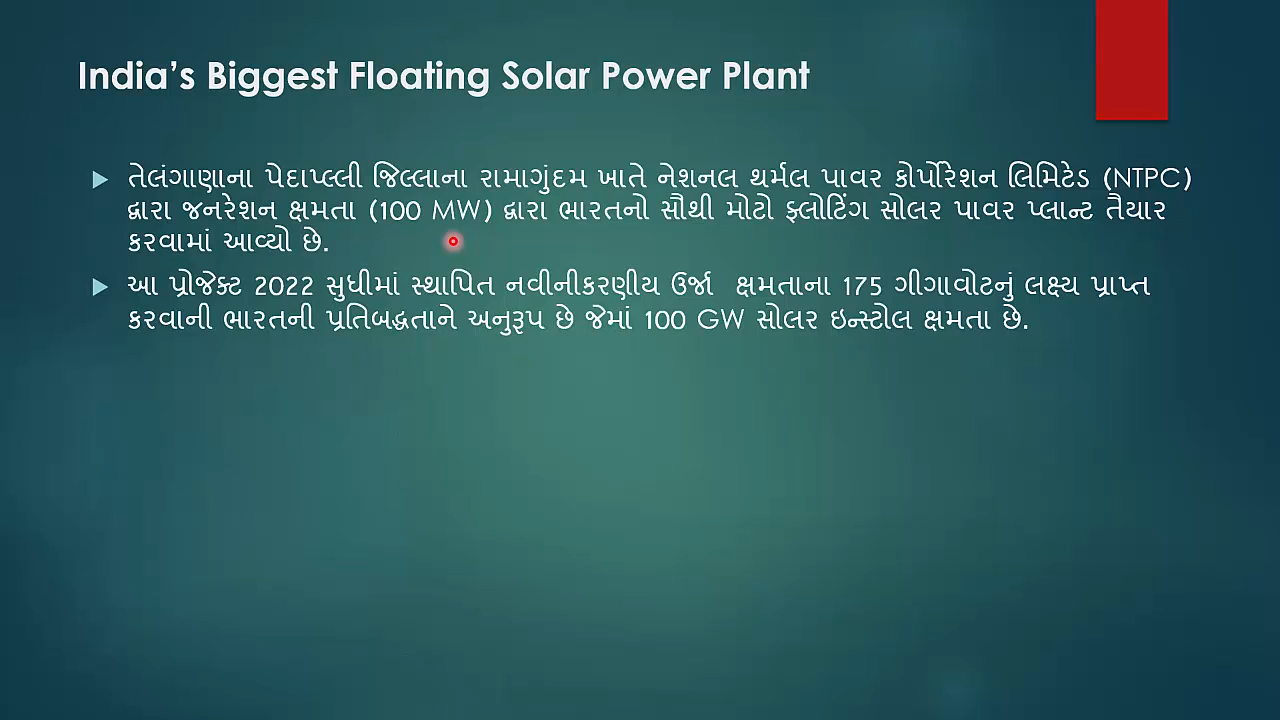 India’s Biggest Floating Solar Power Plant
તેલંગાણાના પેદાપ્લ્લી જિલ્લાના રામાગુંદમ ખાતે નેશનલ થર્મલ પાવર કોર્પોરેશન લિમિટેડ (NTPC)
દ્વારા જનરેશન ક્ષમતા (100 MW) દ્વારા ભારતનો સૌથી મોટો ફ્લોટિંગ સોલર પાવર પ્લાન્ટ તૈયાર
કરવામાં આવ્યો છે.
આ પ્રોજેક્ટ 2022 સુધીમાં સ્થાપિત નવીનીકરણીય ઉર્જા ક્ષમતાના 175 ગીગાવોટનું લક્ષ્ય પ્રાપ્ત
કરવાની ભારતની પ્રતિબદ્ધતાને અનુરૂપ છે જેમાં 100 GW સોલર ઇન્સ્ટોલ ક્ષમતા છે.